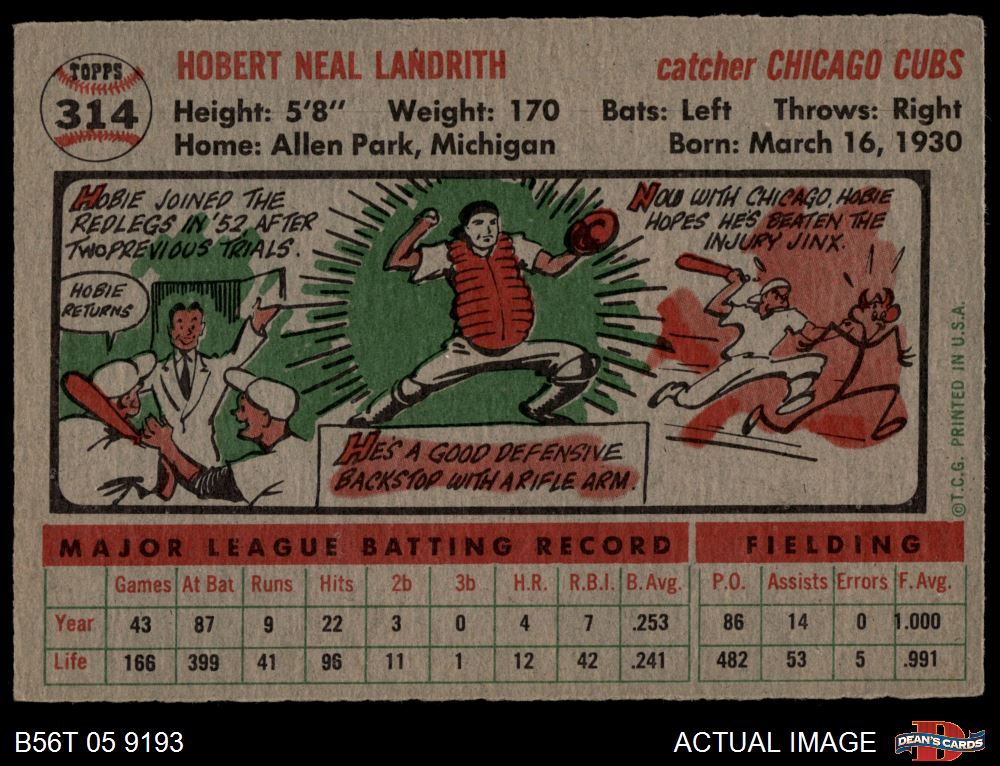 TOPPS
314
HOBERT NEAL LANDRITH
catcher CHICAGO CUBS
Height: 5'8" Weight: 170 Bats: Left Throws: Right
Home: Allen Park, Michigan Born: March 16, 1930
HOBIE JOINED THE
REDLEGS IN '52 AFTER
TWO PREVIOUS TRIALS.
HOBIE
RETURNS
HE'S A GOOD DEFENSIVE
BACKSTOP WITH A RIFLE ARM.
NOW WITH CHICAGO, HOBIE
HOPES HE'S BEATEN THE
INJURY JINX.
©T.C.G. PRINTED IN U.S.A.
MAJOR LEAGUE BATTING RECORD FIELDING
Games At Bat Runs Hits 2b 3b H.R. R.B.I. B. Avg. P.O. Assists Errors F. Avg.
Year 43 87 9 22 3 0 4 7 .253 86 14 0 1.000
Life 166 399 41 96 11 1 12 42 .241 482 53 5 .991
B56T 05 9193
ACTUAL IMAGE
DEAN'S CARDS